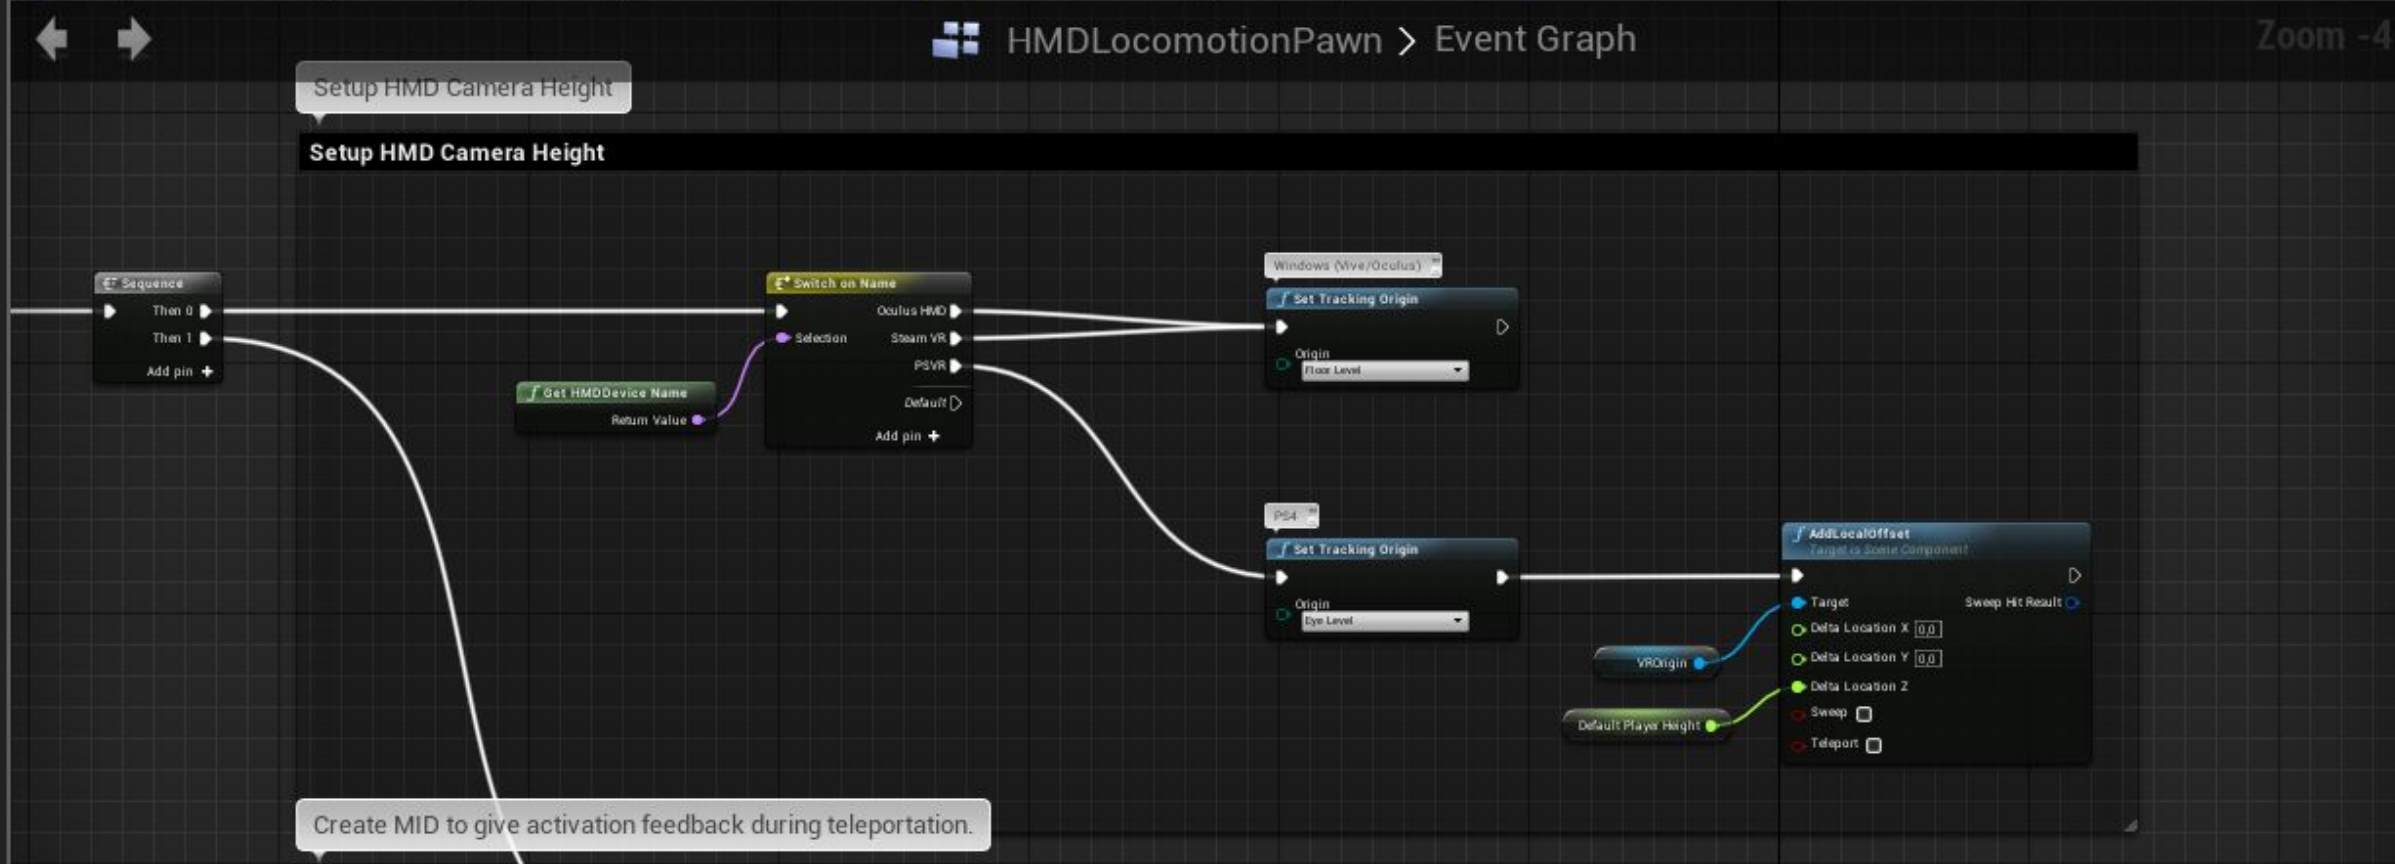 HMDLocomotionPawn > Event Graph
Zoom -4
Setup HMD Camera Height
Setup HMD Camera Height
Sequence
Then 0
Then 1
Add pin +
Get HMDDevice Name
Return Value
Switch on Name
Selection
Oculus HMD
Steam VR
PSVR
Default
Add pin +
Windows (Vive/Oculus)
Set Tracking Origin
Origin
Floor Level
PS4
Set Tracking Origin
Origin
Eye Level
VROrigin
Default Player Height
AddLocalOffset
Target is Scene Component
Target
Sweep Hit Result
Delta Location X 0,0
Delta Location Y 0,0
Delta Location Z
Sweep
Teleport
Create MID to give activation feedback during teleportation.